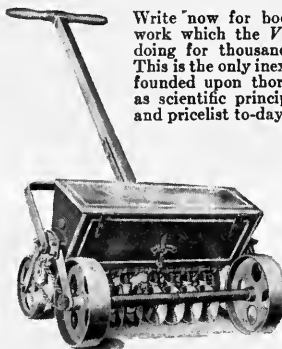 Write now for boo
work which the V
doing for thousane
This is the only inex
founded upon thor
as scientific princip
and pricelist to-day